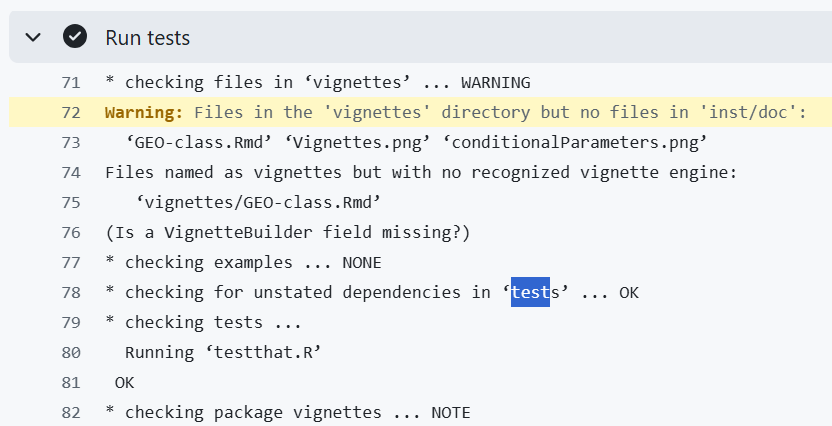 Run tests
71 * checking files in ‘vignettes’ ... WARNING
72 Warning: Files in the 'vignettes' directory but no files in 'inst/doc':
73 ‘GEO-class.Rmd’ ‘Vignettes.png’ ‘conditionalParameters.png’
74 Files named as vignettes but with no recognized vignette engine:
75 ‘vignettes/GEO-class.Rmd’
76 (Is a VignetteBuilder field missing?)
77 * checking examples ... NONE
78 * checking for unstated dependencies in ‘tests’ ... OK
79 * checking tests ...
80 Running ‘testthat.R’
81 OK
82 * checking package vignettes ... NOTE